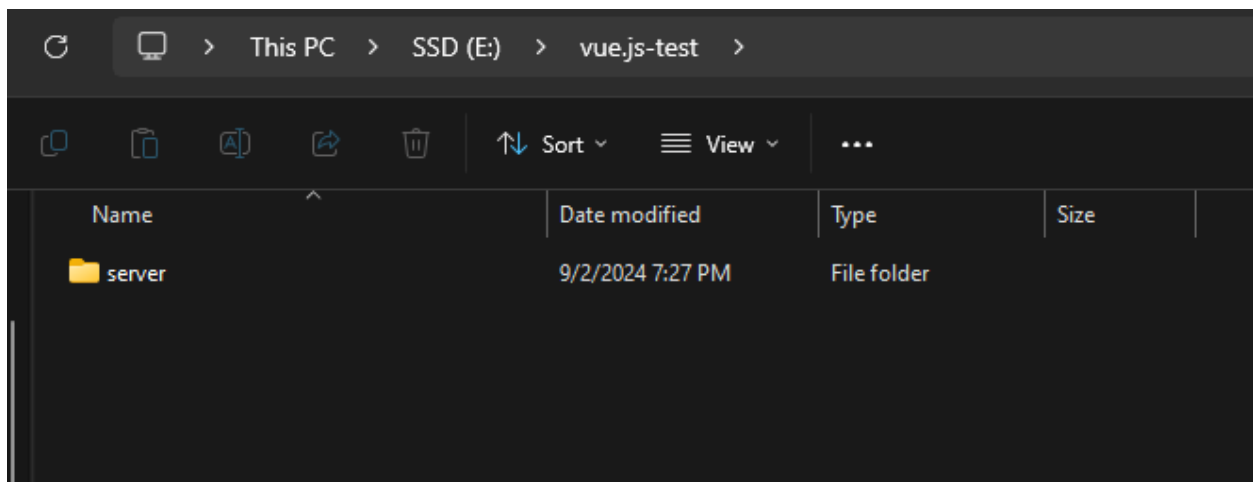 This PC > SSD (E:) > vue.js-test >
Sort View ...
Name Date modified Type Size
server 9/2/2024 7:27 PM File folder